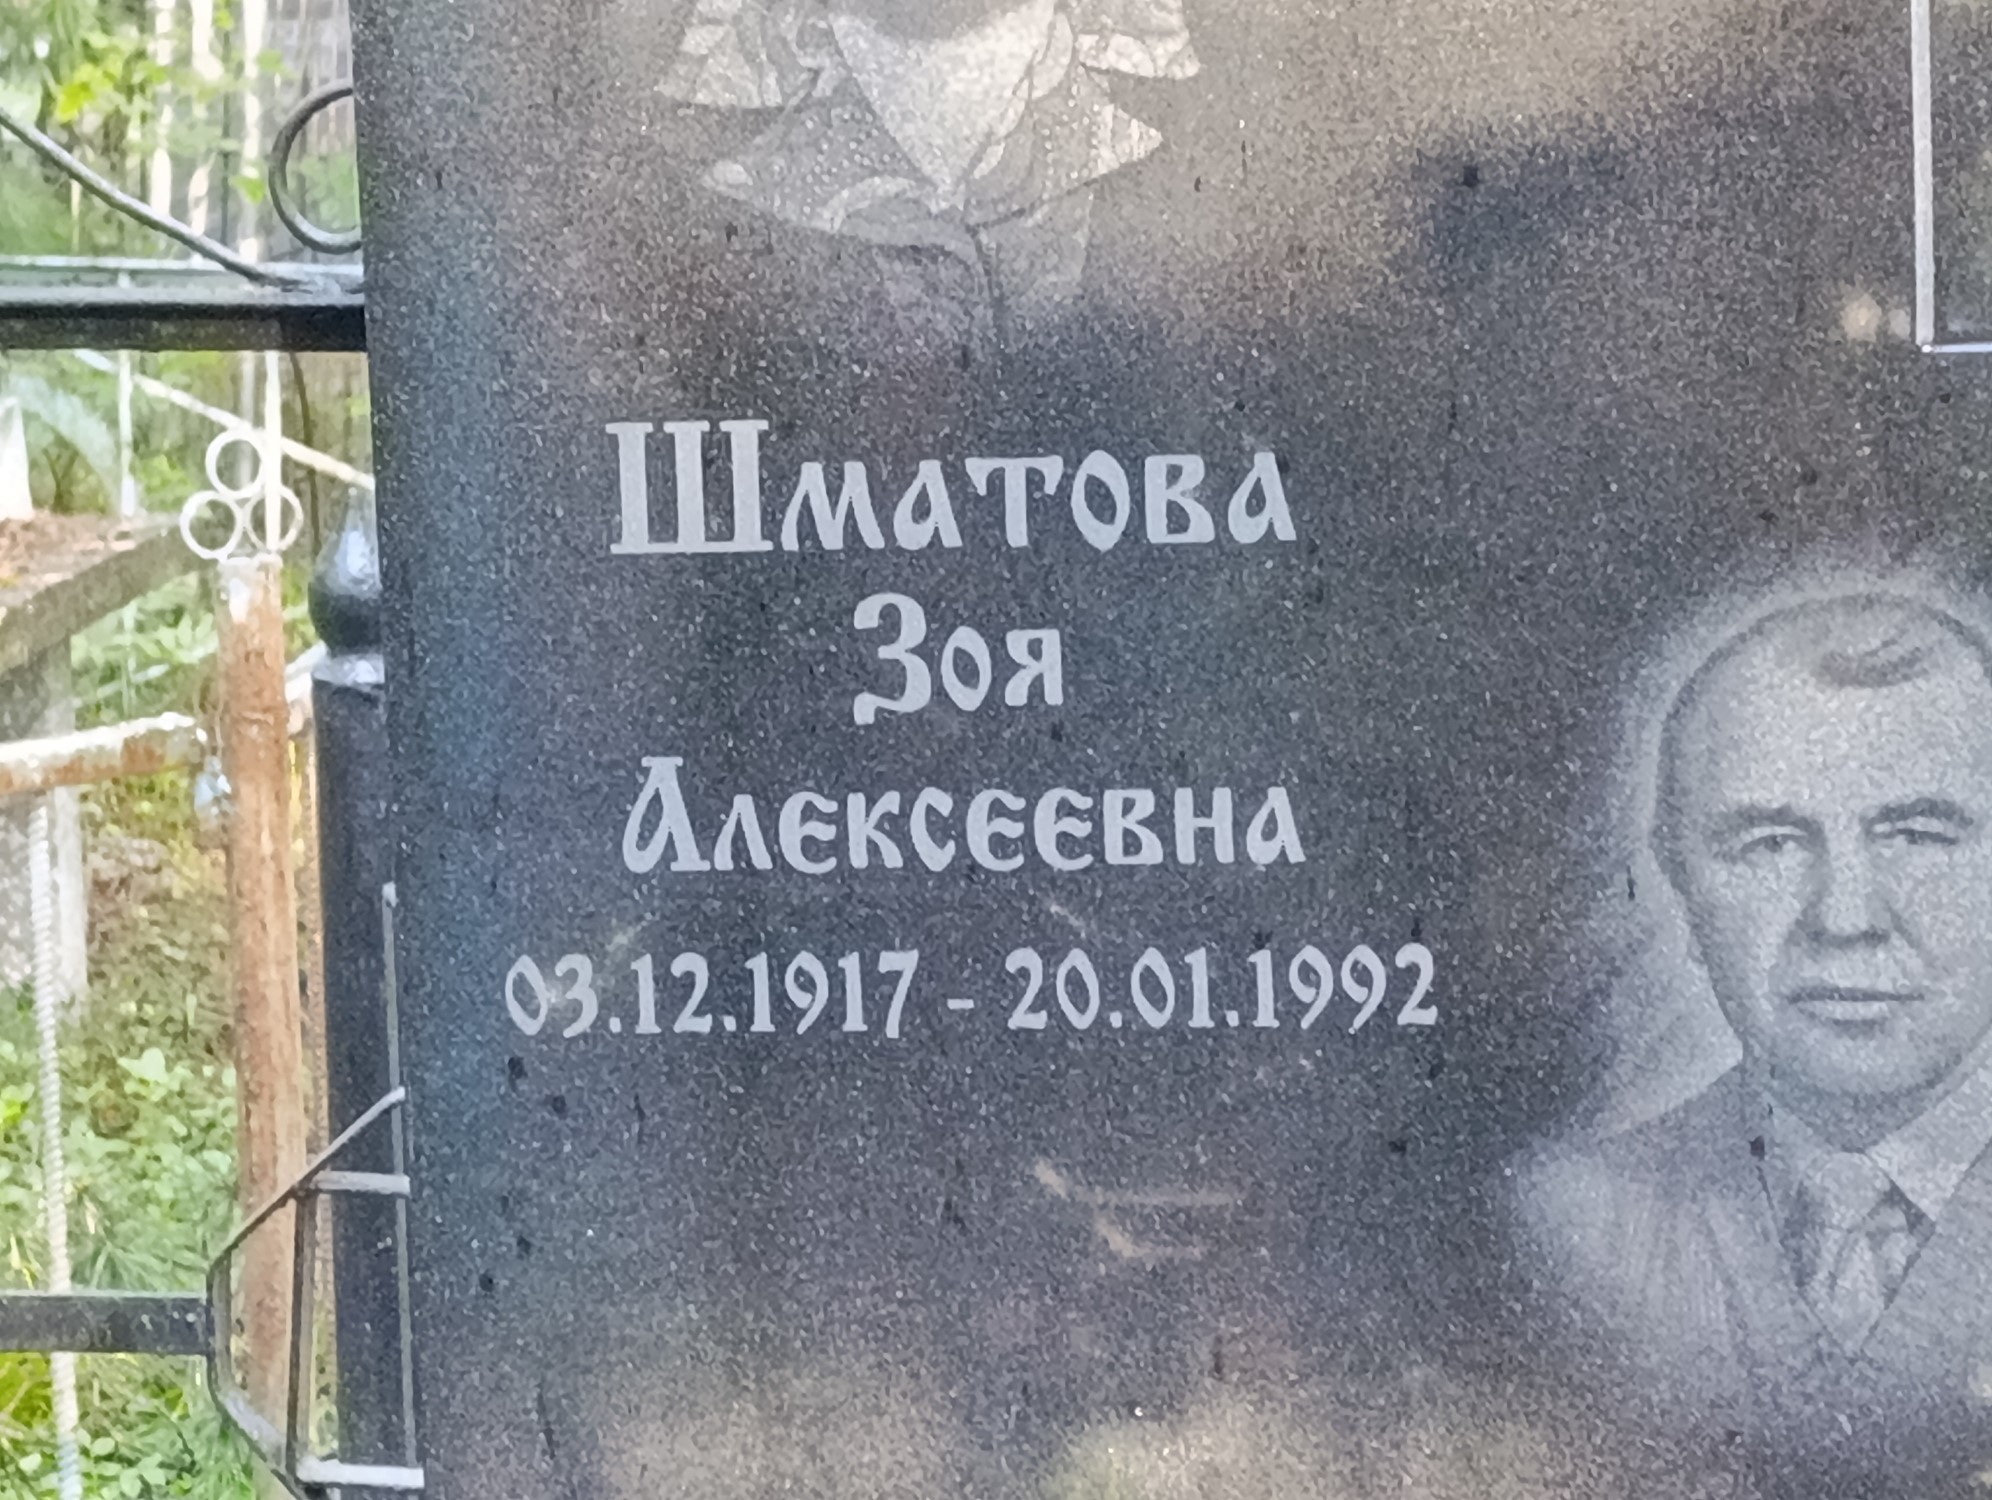 Шматова
Зоя
Алексеевна
03.12.1917 - 20.01.1992